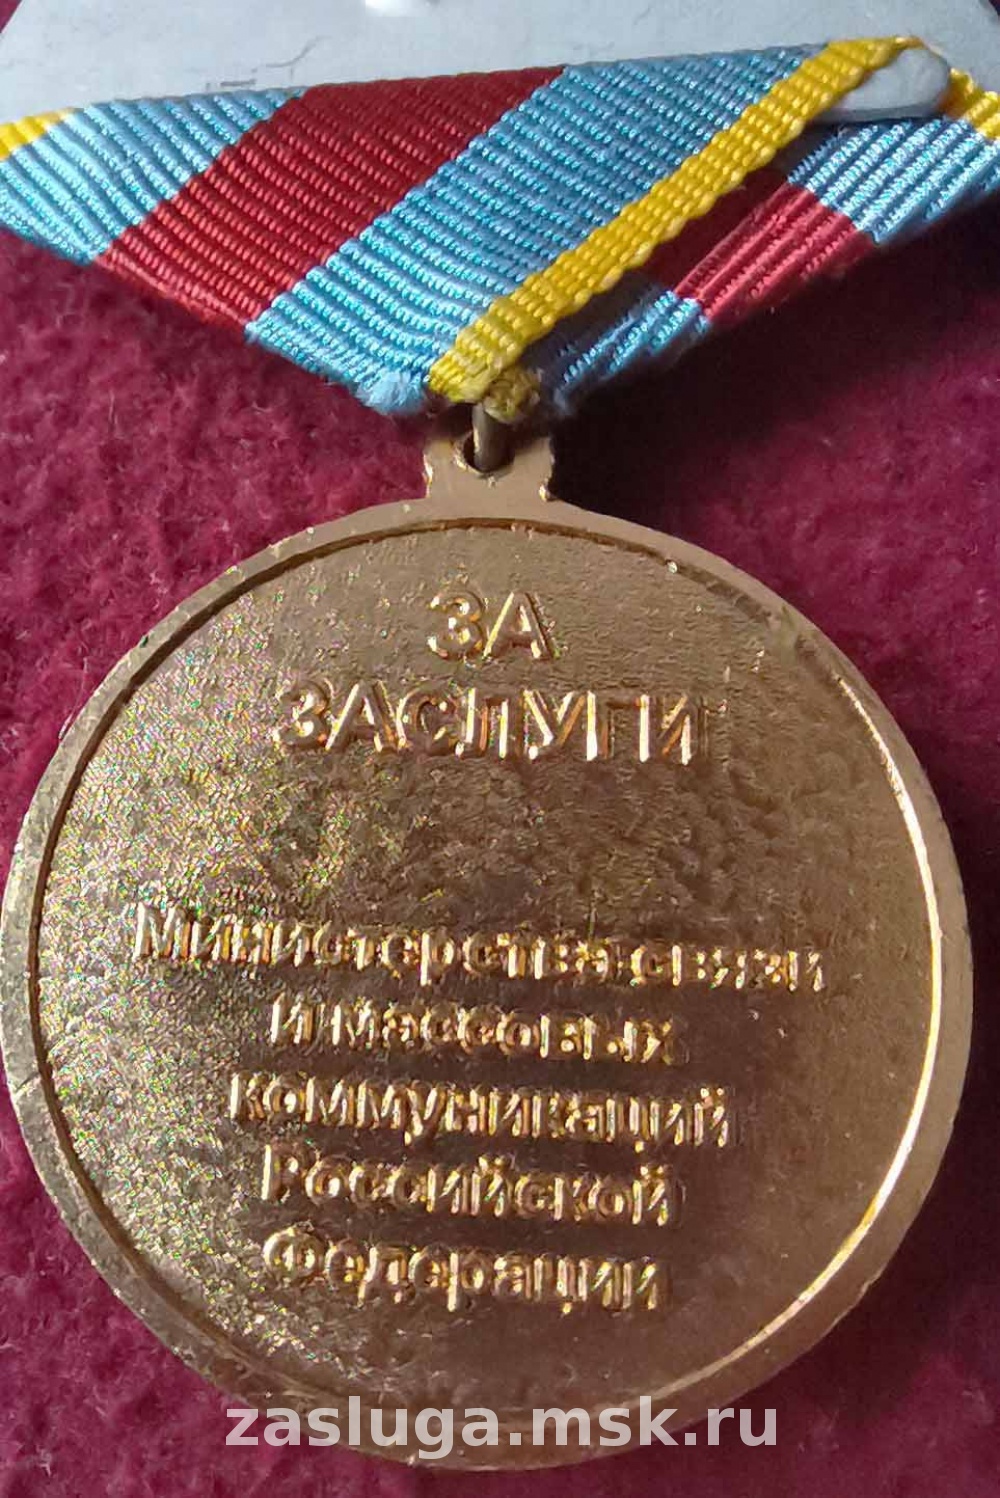 ЗА
ЗАСЛУГИ
Министерства связи
и массовых
коммуникаций
Российской
Федерации
zasluga.msk.ru